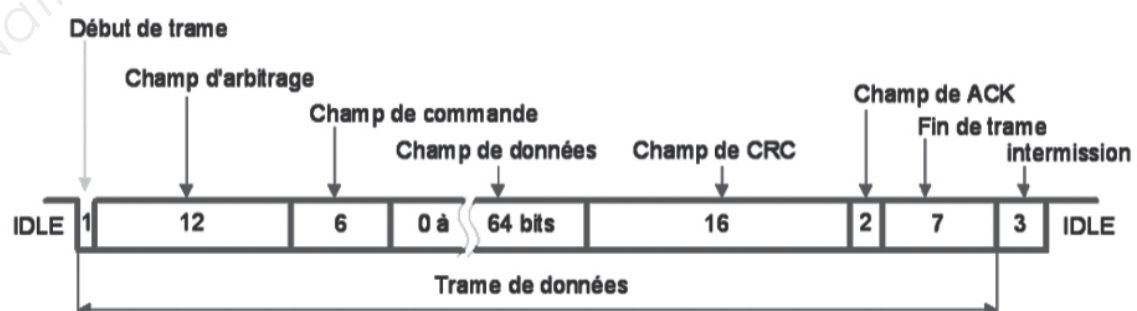 Début de trame
Champ d'arbitrage
Champ de commande
Champ de données
Champ de CRC
Champ de ACK
Fin de trame
intermission
IDLE 1 12 6 0 à 64 bits 16 2 7 3 IDLE
Trame de données